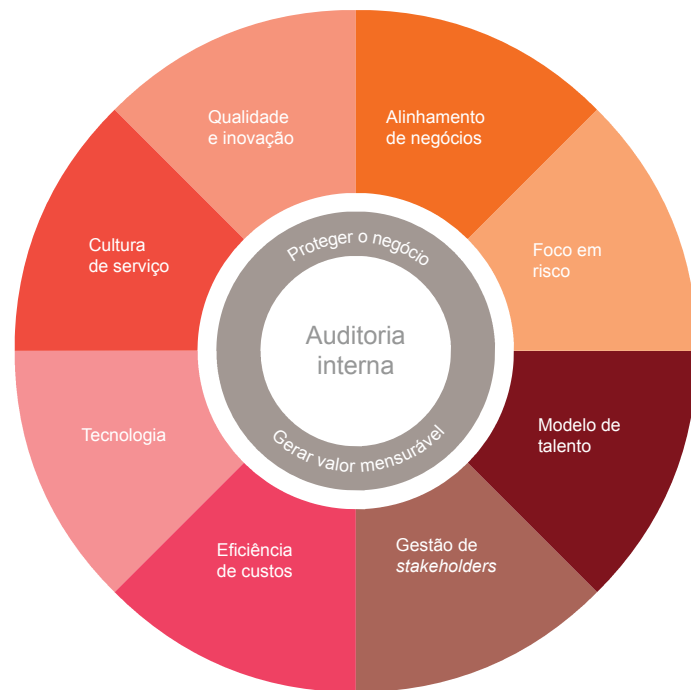 Qualidade
e inovação
Alinhamento
de negócios
Cultura
de serviço
Proteger o negócio
Foco em
risco
Auditoria
interna
Tecnologia
Gerar valor mensurável
Modelo de
talento
Eficiência
de custos
Gestão de
stakeholders